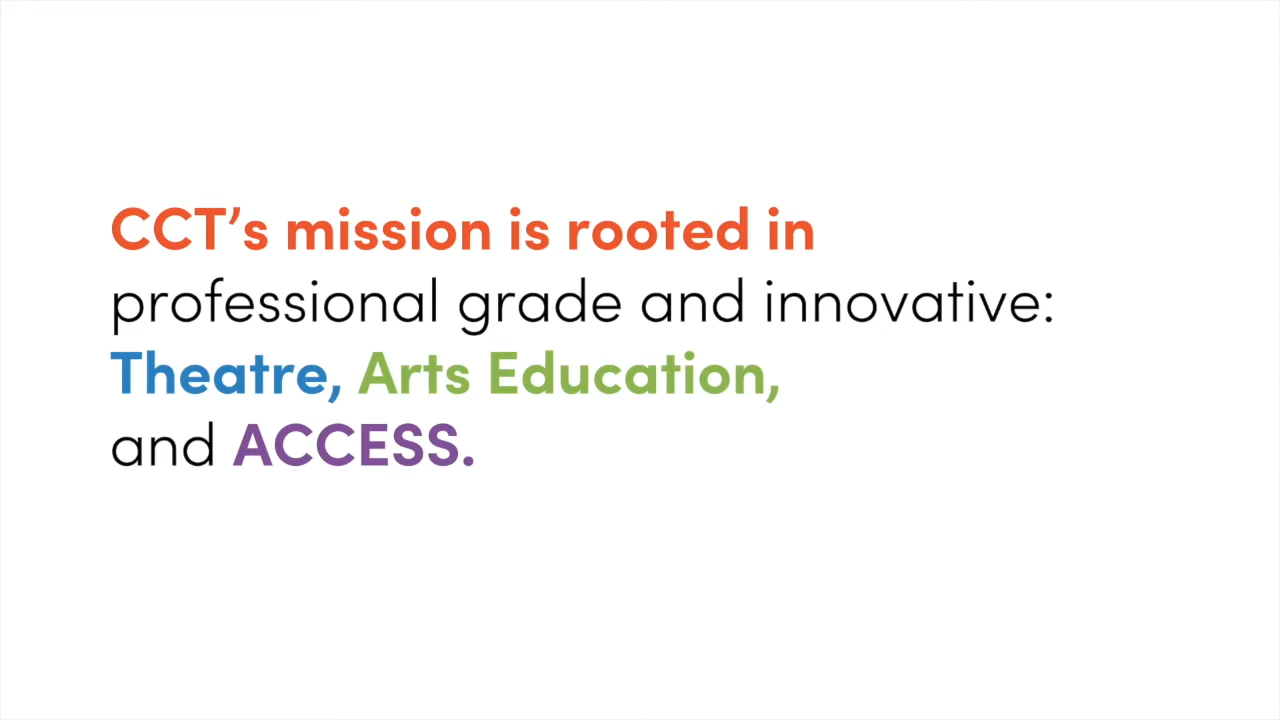 CCT’s mission is rooted in
professional grade and innovative:
Theatre, Arts Education,
and ACCESS.